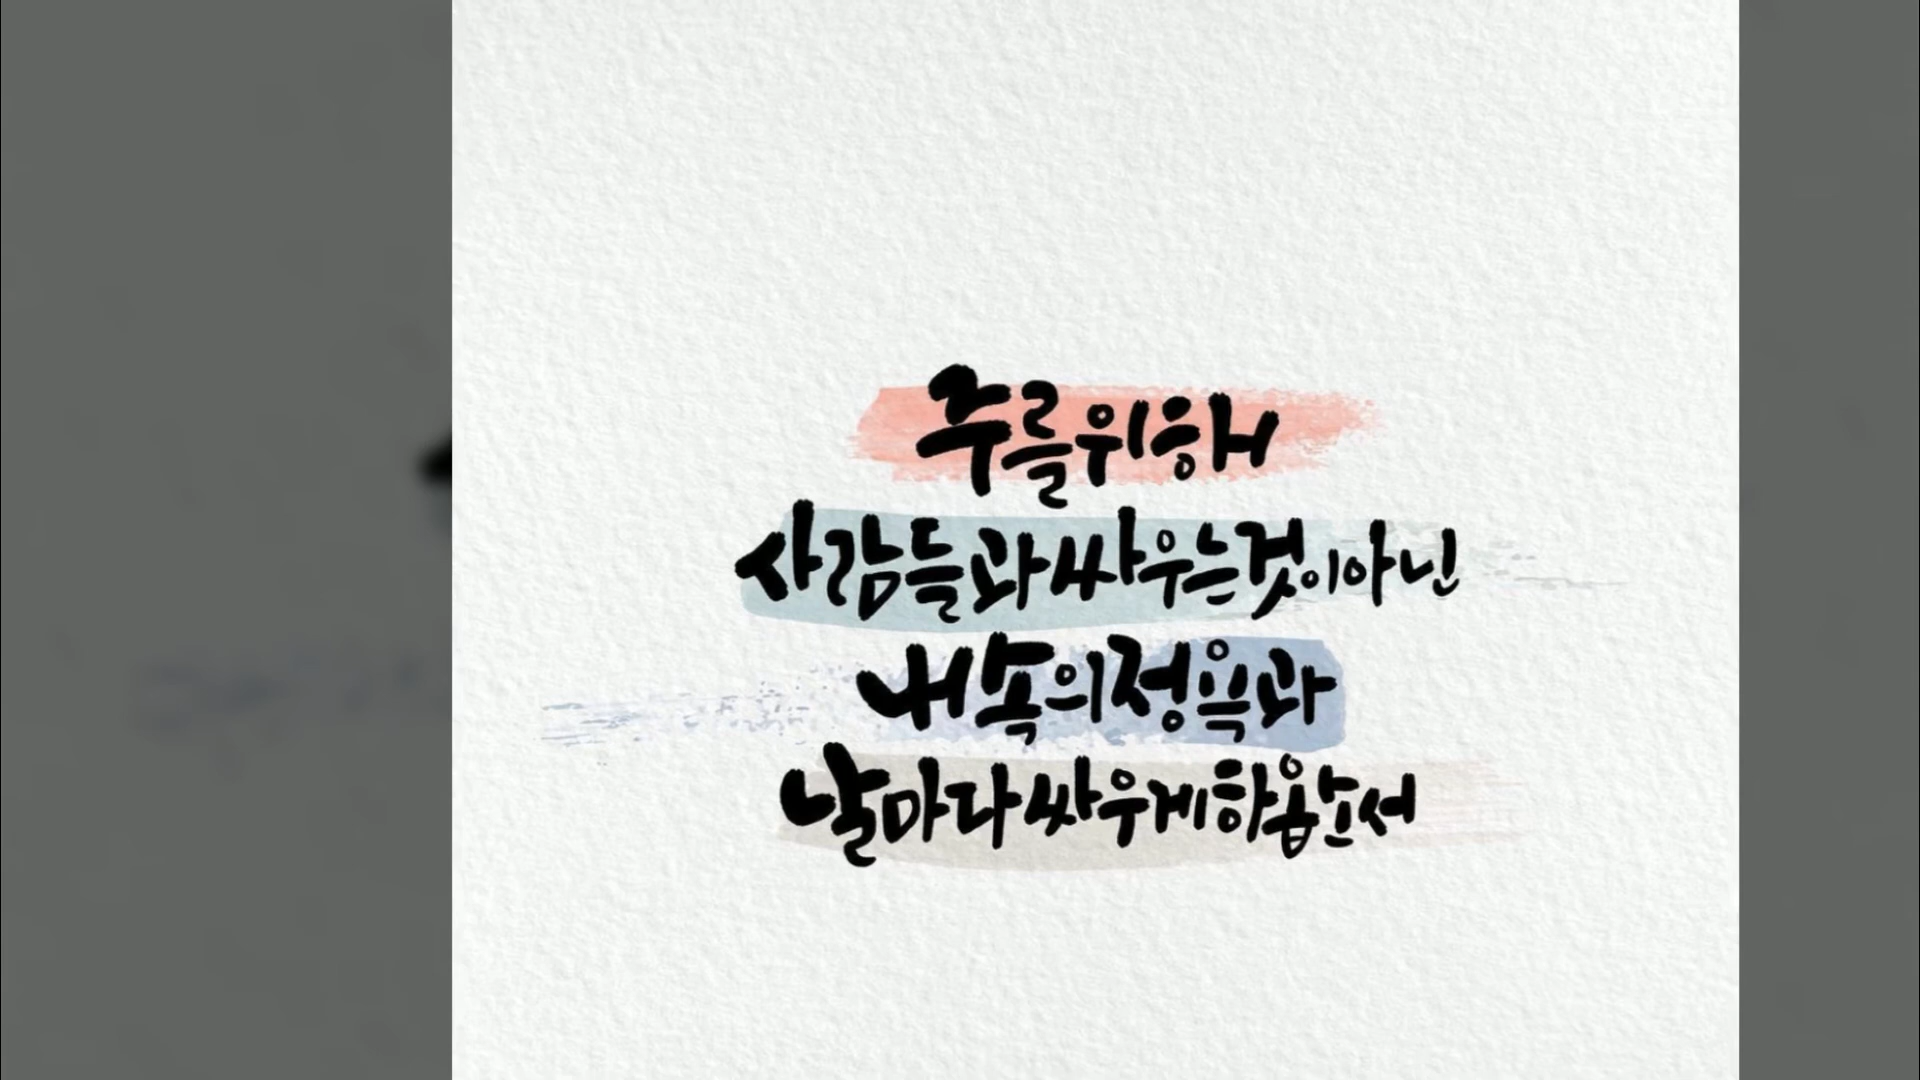 주를 위해
사람들과 싸우는 것이 아닌
내 속의 정욕과
날마다 싸우게 하옵소서